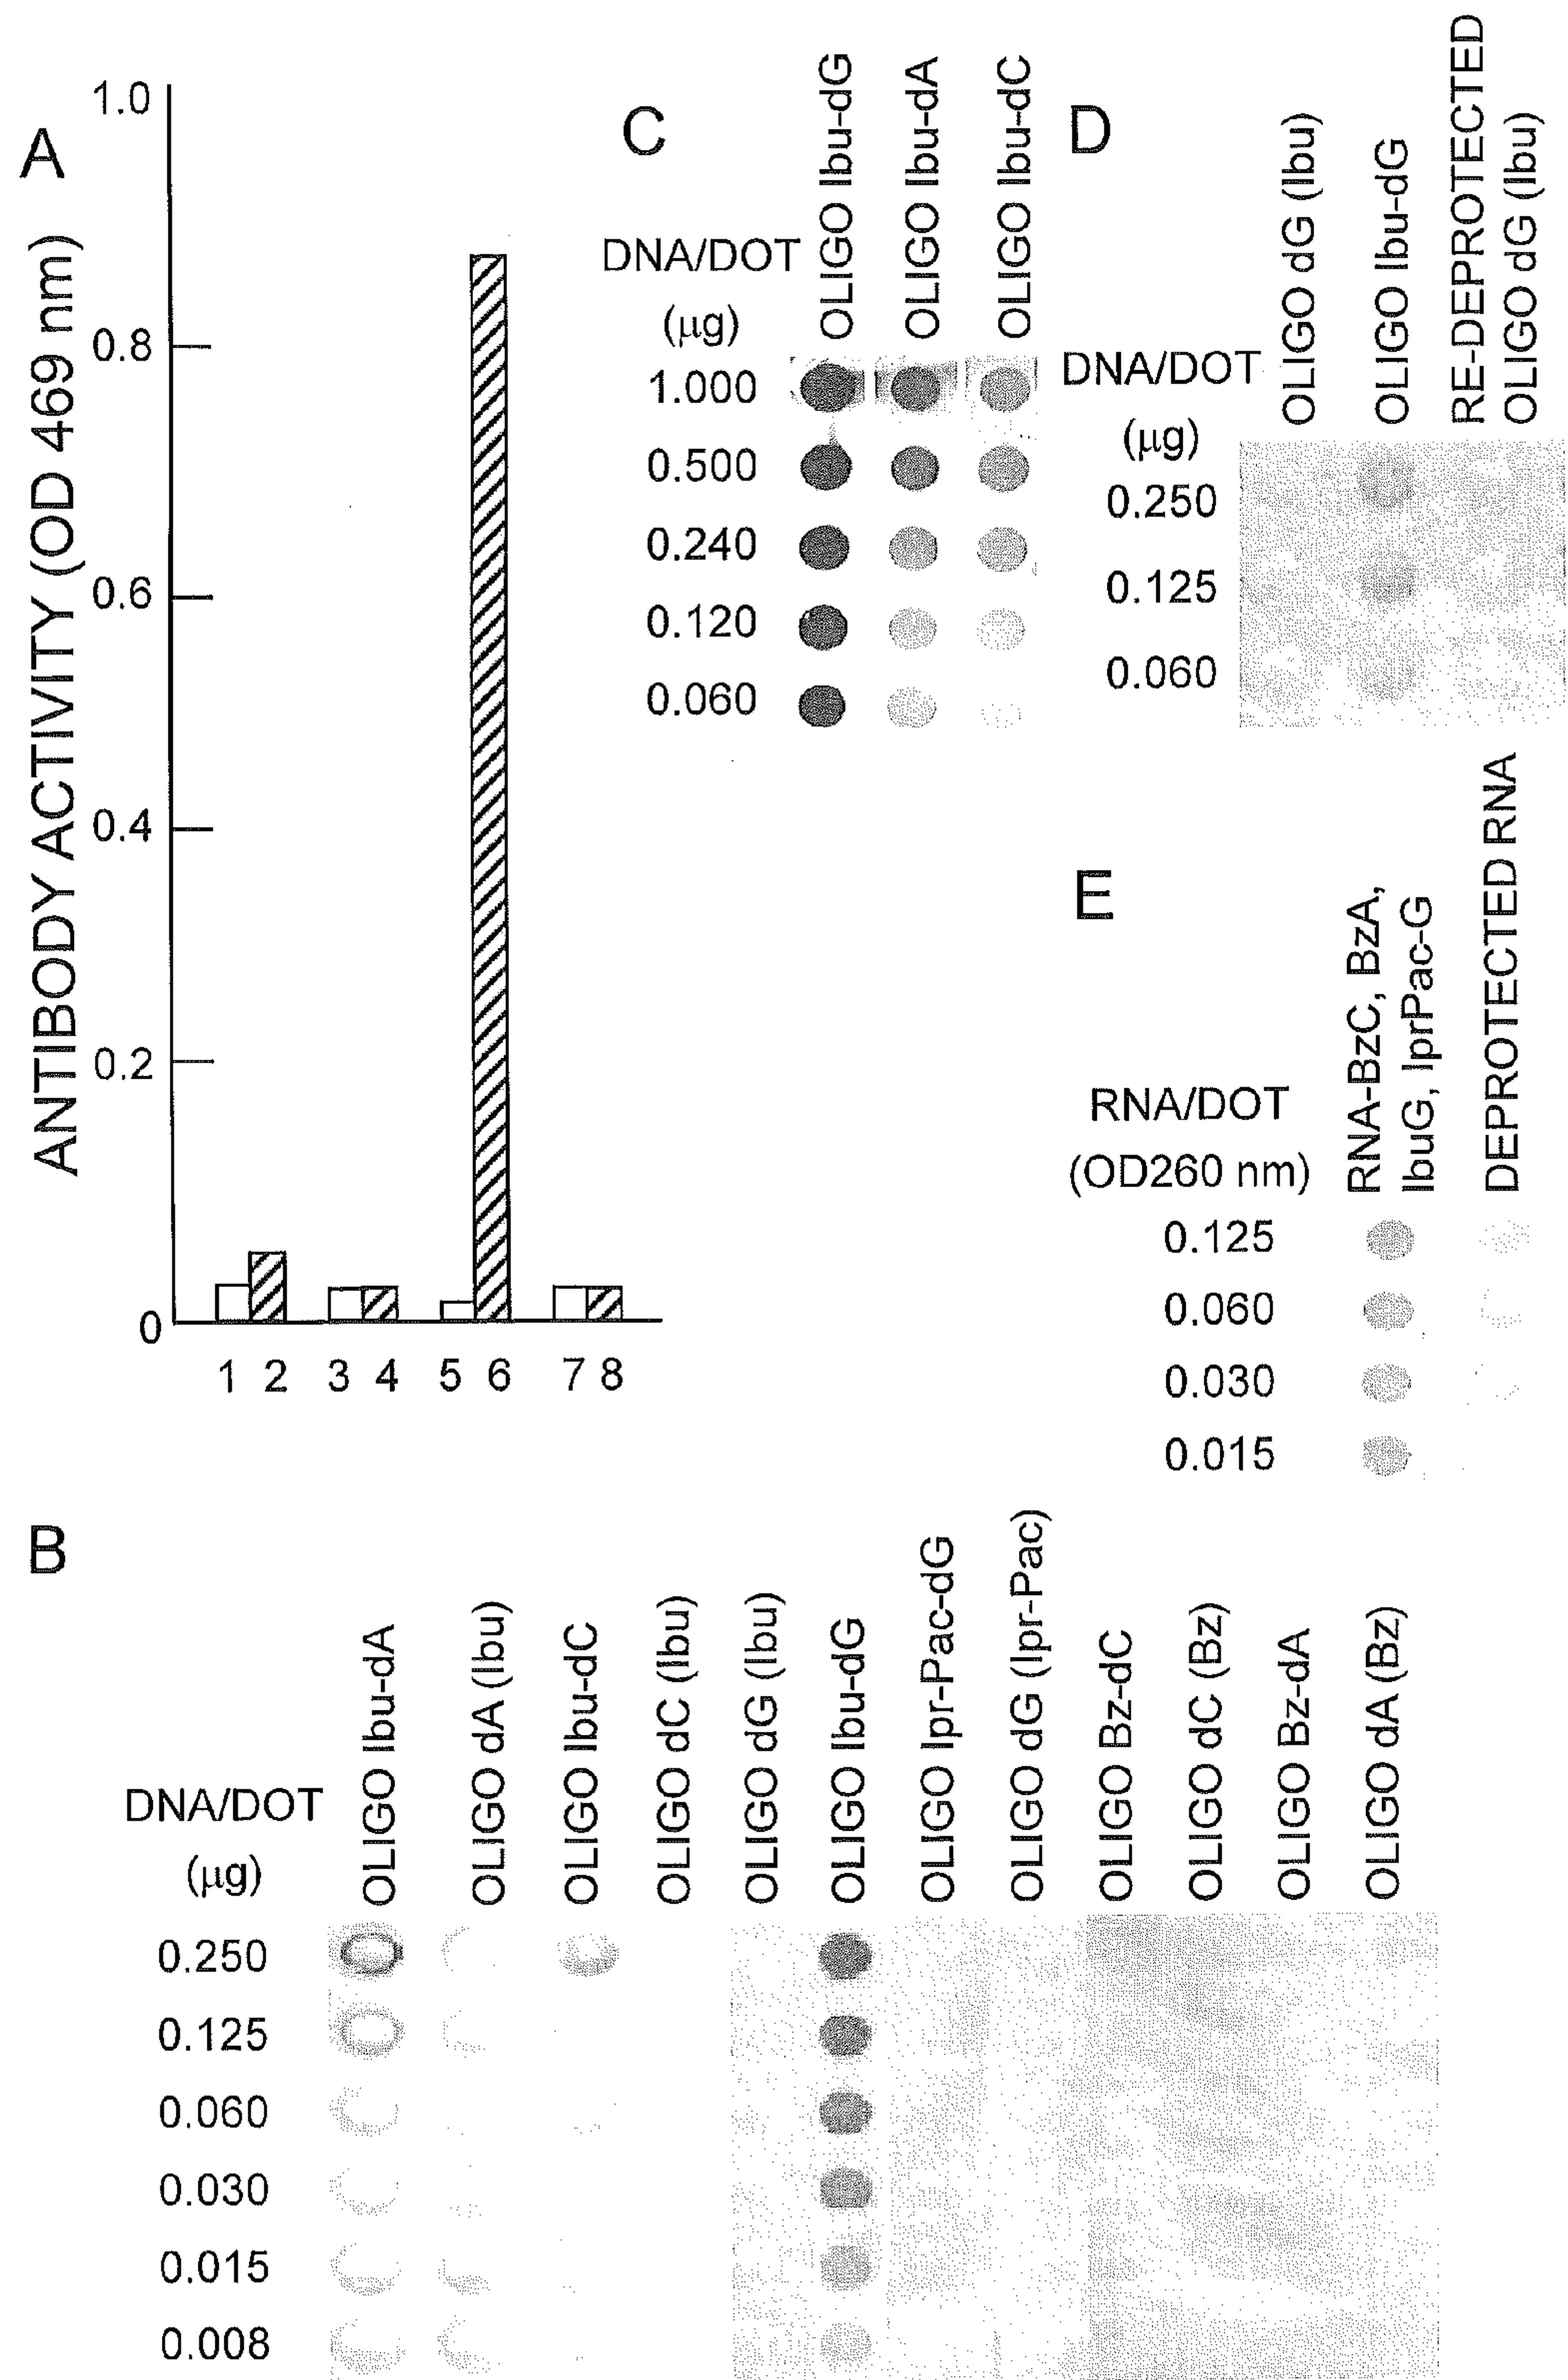 A
ANTIBODY ACTIVITY (OD 469 nm)
1.0
0.8
0.6
0.4
0.2
0
1 2 3 4 5 6 7 8
C
DNA/DOT
(μg)
OLIGO Ibu-dG
OLIGO Ibu-dA
OLIGO Ibu-dC
1.000
0.500
0.240
0.120
0.060
D
DNA/DOT
(μg)
OLIGO dG (Ibu)
OLIGO Ibu-dG
RE-DEPROTECTED
OLIGO dG (Ibu)
0.250
0.125
0.060
E
RNA/DOT
(OD260 nm)
RNA-BzC, BzA,
IbuG, IprPac-G
DEPROTECTED RNA
0.125
0.060
0.030
0.015
B
DNA/DOT
(μg)
OLIGO Ibu-dA
OLIGO dA (Ibu)
OLIGO Ibu-dC
OLIGO dC (Ibu)
OLIGO dG (Ibu)
OLIGO Ibu-dG
OLIGO Ipr-Pac-dG
OLIGO dG (Ipr-Pac)
OLIGO Bz-dC
OLIGO dC (Bz)
OLIGO Bz-dA
OLIGO dA (Bz)
0.250
0.125
0.060
0.030
0.015
0.008